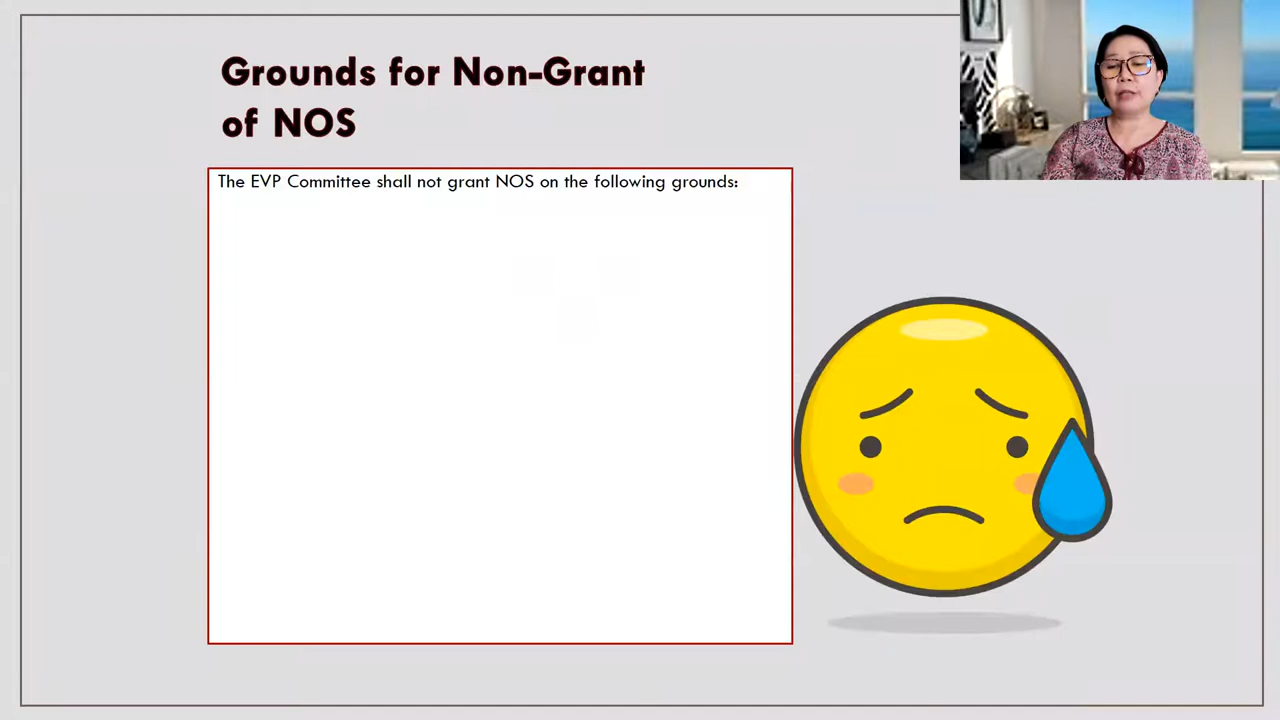 Grounds for Non-Grant
of NOS
The EVP Committee shall not grant NOS on the following grounds: